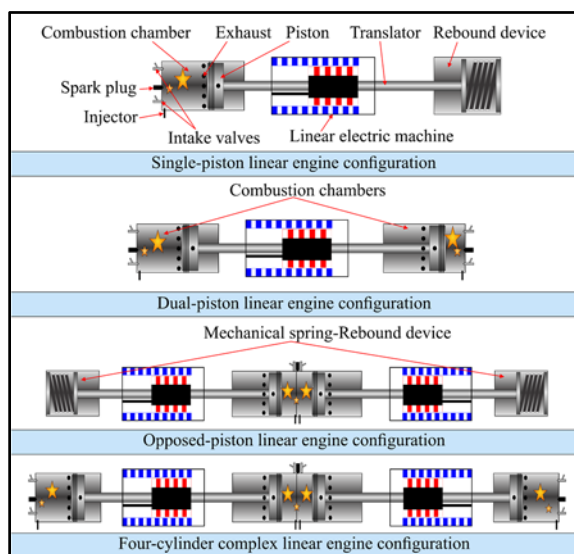 Combustion chamber Exhaust Piston Translator Rebound device
Spark plug
Injector
Intake valves Linear electric machine
Single-piston linear engine configuration
Combustion chambers
Dual-piston linear engine configuration
Mechanical spring-Rebound device
Opposed-piston linear engine configuration
Four-cylinder complex linear engine configuration